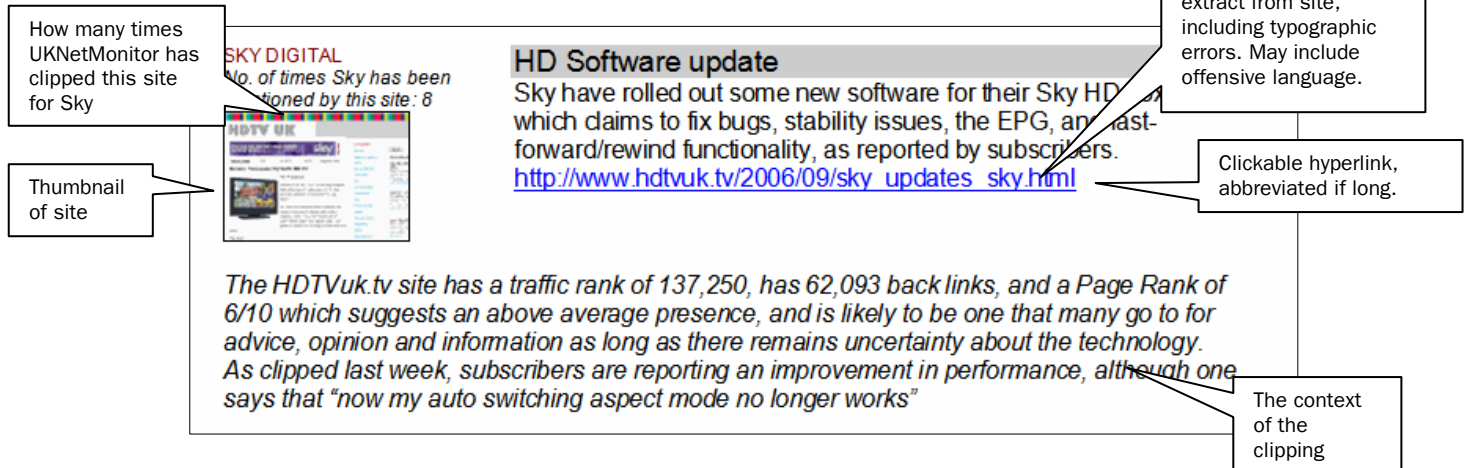 extract from site,
including typographic
errors. May include
offensive language.
How many times
UKNetMonitor has
clipped this site
for Sky
SKY DIGITAL
No. of times Sky has been
by this site: 8
HD Software update
Sky have rolled out some new software for their Sky HD
which claims to fix bugs, stability issues, the EPG, and
forward/rewind functionality, as reported by subscribers.
http://www.hdtvuk.tv/2006/09/sky_updates_sky.html
Clickable hyperlink,
abbreviated if long.
Thumbnail
of site
HDTV UK
sky
The HDTVuk.tv site has a traffic rank of 137,250, has 62,093 back links, and a Page Rank of
6/10 which suggests an above average presence, and is likely to be one that many go to for
advice, opinion and information as long as there remains uncertainty about the technology.
As clipped last week, subscribers are reporting an improvement in performance, although one
says that “now my auto switching aspect mode no longer works”
The context
of the
clipping